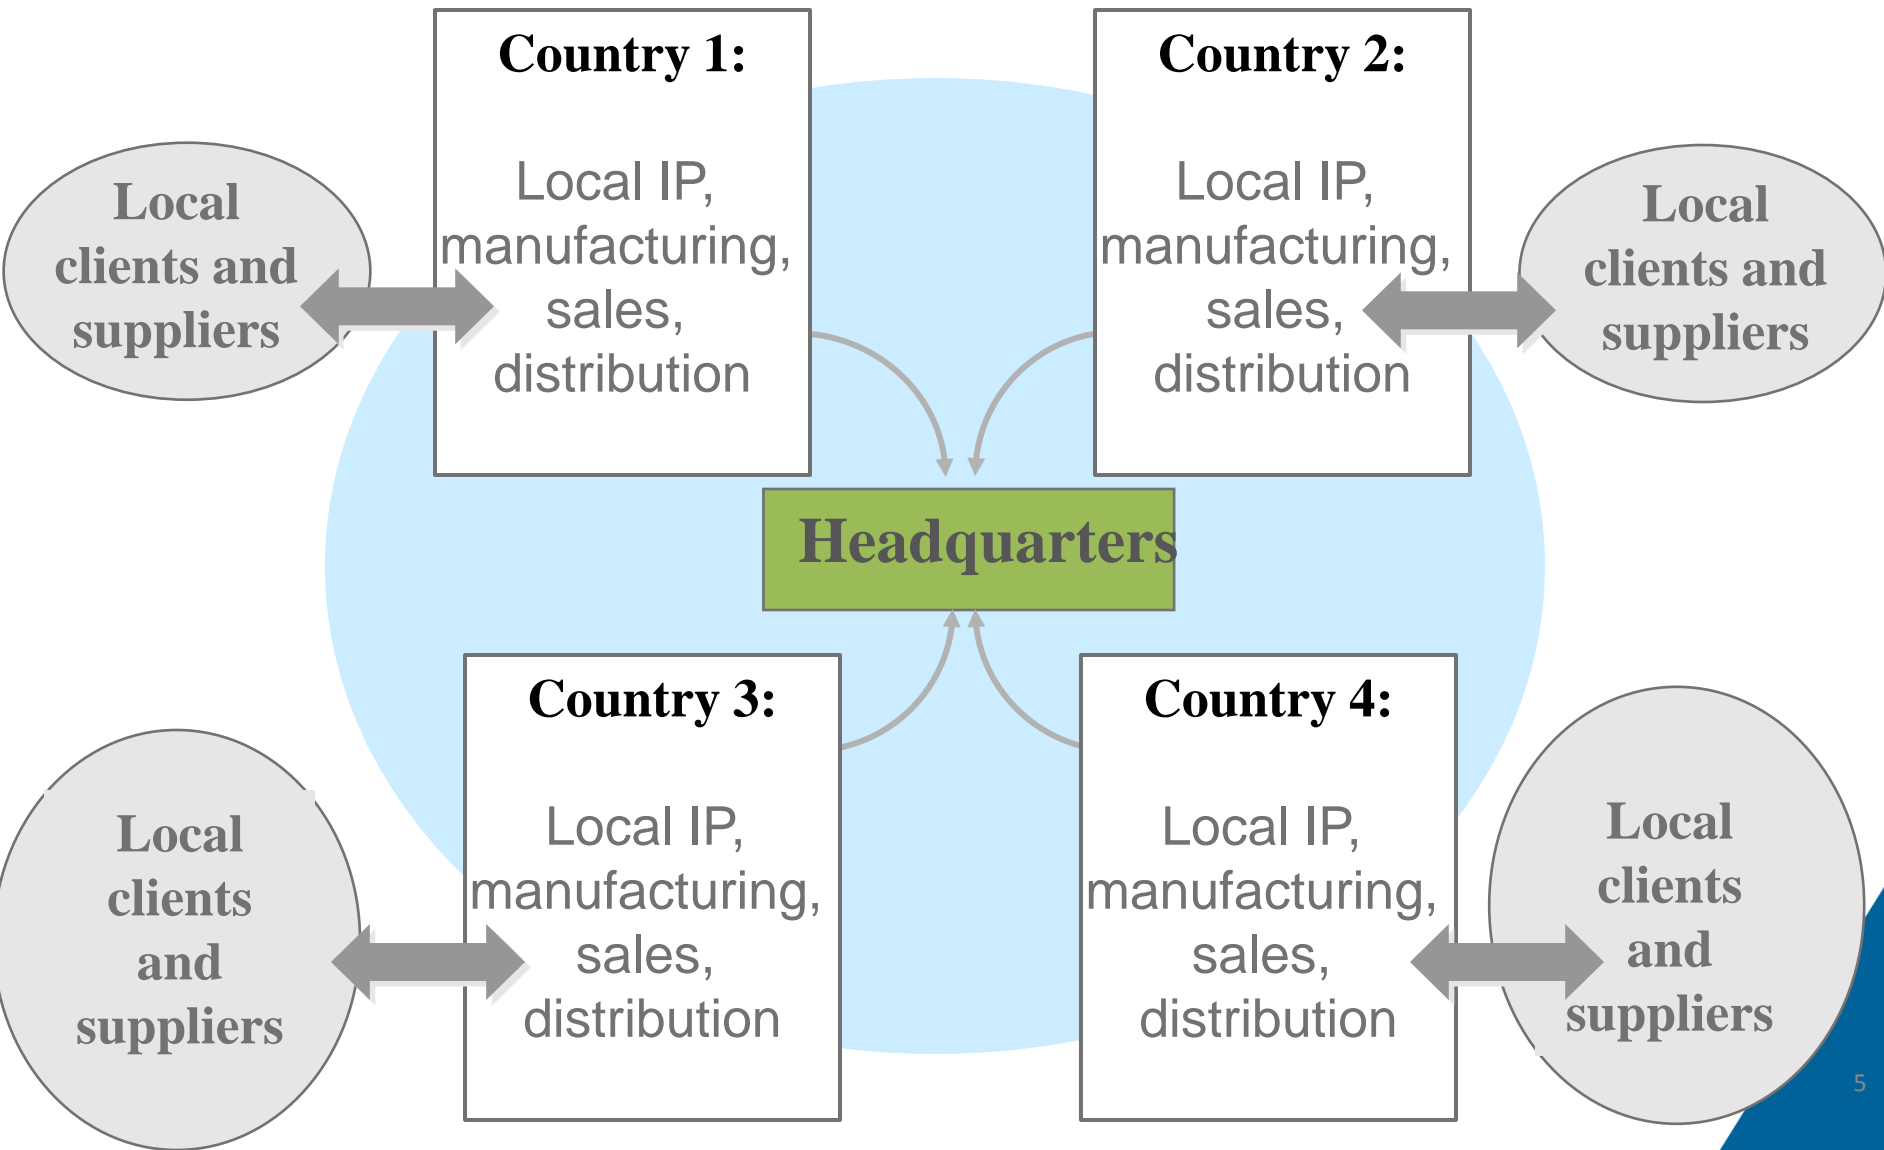 Country 1:
Local IP,
manufacturing,
sales,
distribution
Country 2:
Local IP,
manufacturing,
sales,
distribution
Local
clients and
suppliers
Local
clients and
suppliers
Headquarters
Country 3:
Local IP,
manufacturing,
sales,
distribution
Country 4:
Local IP,
manufacturing,
sales,
distribution
Local
clients
and
suppliers
Local
clients
and
suppliers
5